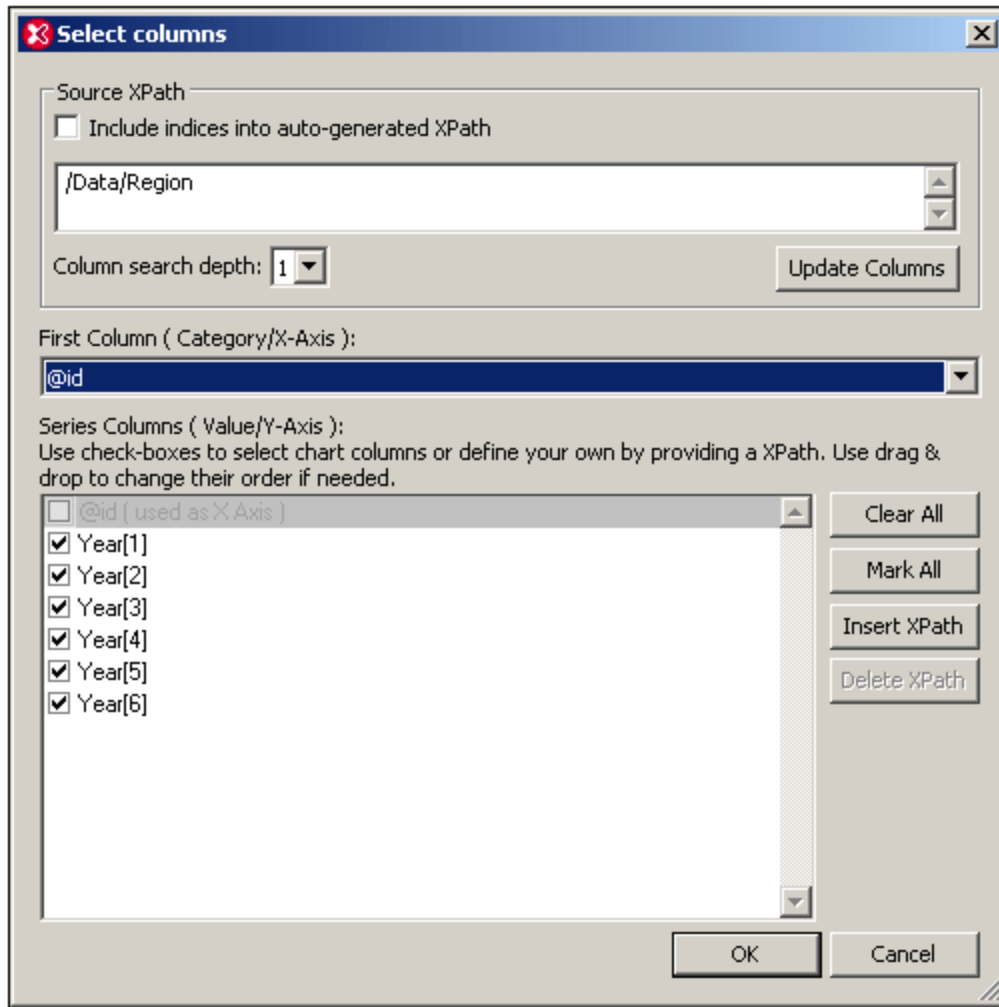 Select columns
Source XPath
Include indices into auto-generated XPath
/Data/Region
Column search depth: 1
Update Columns
First Column ( Category/X-Axis ):
@id
Series Columns ( Value/Y-Axis ):
Use check-boxes to select chart columns or define your own by providing a XPath. Use drag &
drop to change their order if needed.
@id ( used as X Axis )
Year[1]
Year[2]
Year[3]
Year[4]
Year[5]
Year[6]
Clear All
Mark All
Insert XPath
Delete XPath
OK
Cancel